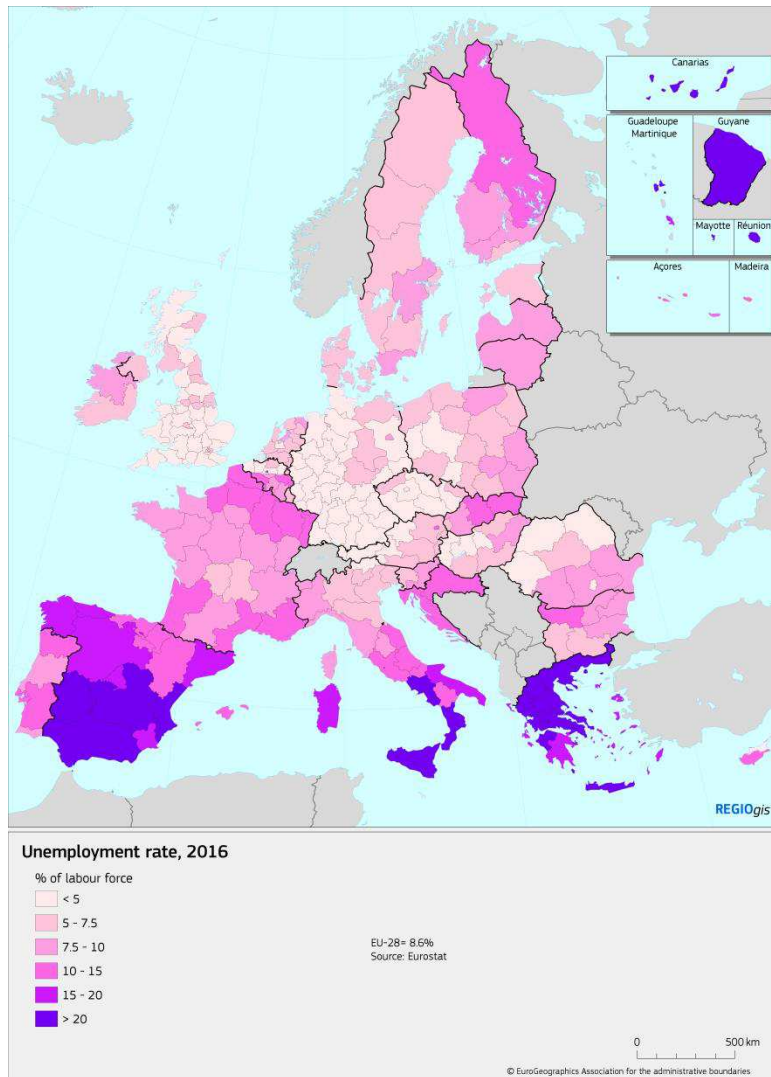 Canarias
Guadeloupe
Martinique
Guyane
Mayotte
Réunion
Açores
Madeira
REGIOgis
Unemployment rate, 2016
% of labour force
< 5
5 - 7.5
7.5 - 10
10 - 15
15 - 20
> 20
EU-28= 8.6%
Source: Eurostat
0 500 km
© EuroGeographics Association for the administrative boundaries